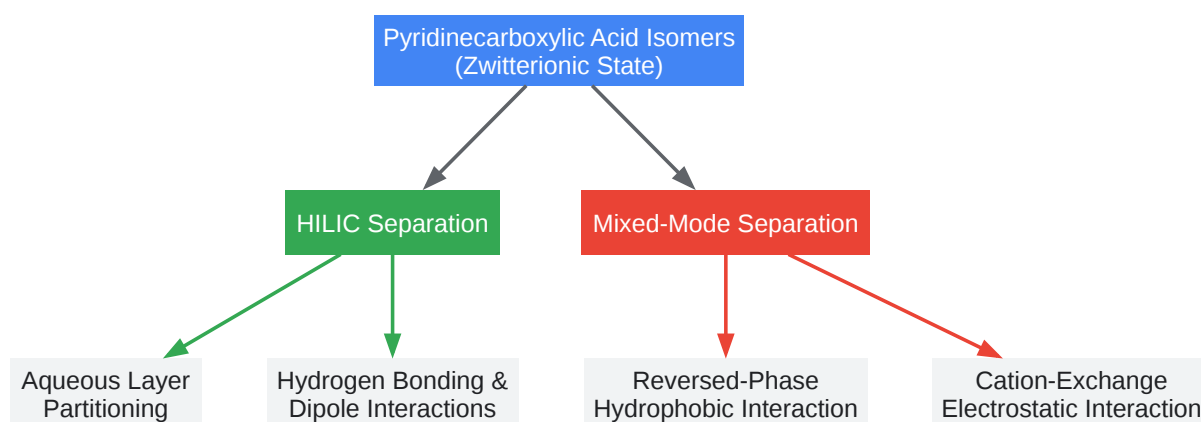 Pyridinecarboxylic Acid Isomers
(Zwitterionic State)
HILIC Separation
Mixed-Mode Separation
Aqueous Layer
Partitioning
Hydrogen Bonding &
Dipole Interactions
Reversed-Phase
Hydrophobic Interaction
Cation-Exchange
Electrostatic Interaction